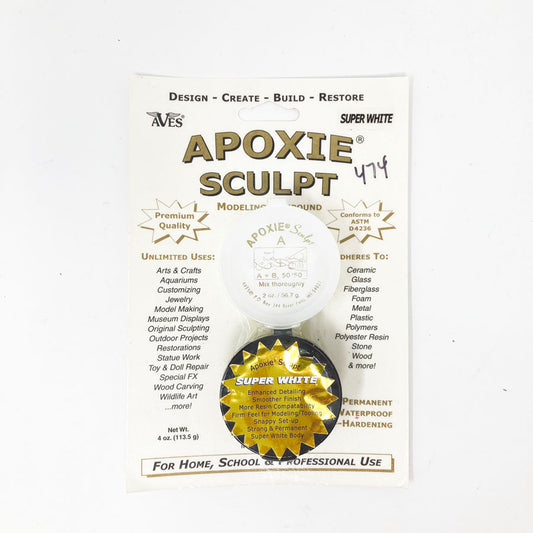 DESIGN - CREATE - BUILD - RESTORE
AVES®
SUPER WHITE
APOXIE®
SCULPT
474
MODELING
Premium
Quality
Conforms to
ASTM
D4236
UNLIMITED USES:
Arts & Crafts
Aquariums
Customizing
Jewelry
Model Making
Museum Displays
Original Sculpting
Outdoor Projects
Restorations
Statue Work
Toy & Doll Repair
Special FX
Wood Carving
Wildlife Art
...more!
Net Wt.
4 oz. (113.5 g)
APOXIE® Sculpt
A
A + B, 50/50
Mix thoroughly
2 oz. / 56.7 g
DHERES TO:
Ceramic
Glass
Fiberglass
Foam
Metal
Plastic
Polymers
Polyester Resin
Stone
Wood
& more!
Apoxie® Sculpt
SUPER WHITE
Enhanced Detailing
Smoother Finish
More Resin Compatability
Firm Feel for Modeling/Tooling
Snappy Set-up
Strong & Permanent
Super White Body
PERMANENT
WATERPROOF
-HARDENING
FOR HOME, SCHOOL & PROFESSIONAL USE